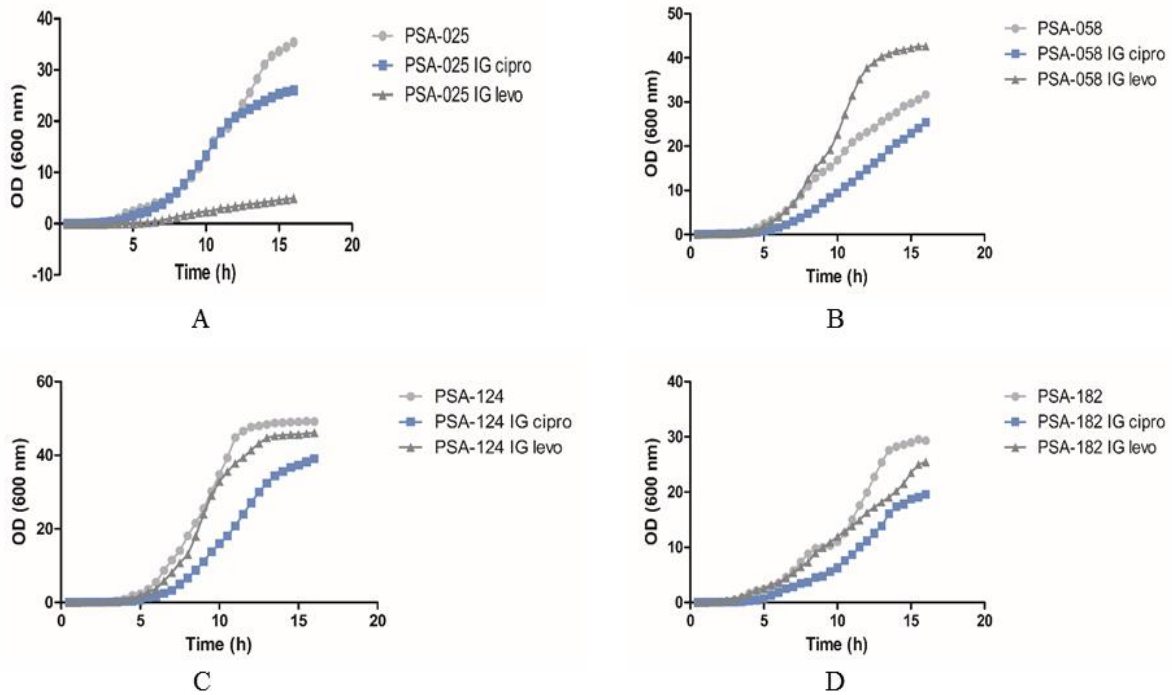 40
30
20
10
0
-10
OD (600 nm)
5
10
15
20
Time (h)
PSA-025
PSA-025 IG cipro
PSA-025 IG levo
A
50
40
30
20
10
0
OD (600 nm)
0
5
10
15
20
Time (h)
PSA-058
PSA-058 IG cipro
PSA-058 IG levo
B
60
40
20
0
OD (600 nm)
0
5
10
15
20
Time (h)
PSA-124
PSA-124 IG cipro
PSA-124 IG levo
C
40
30
20
10
0
OD (600 nm)
0
5
10
15
20
Time (h)
PSA-182
PSA-182 IG cipro
PSA-182 IG levo
D